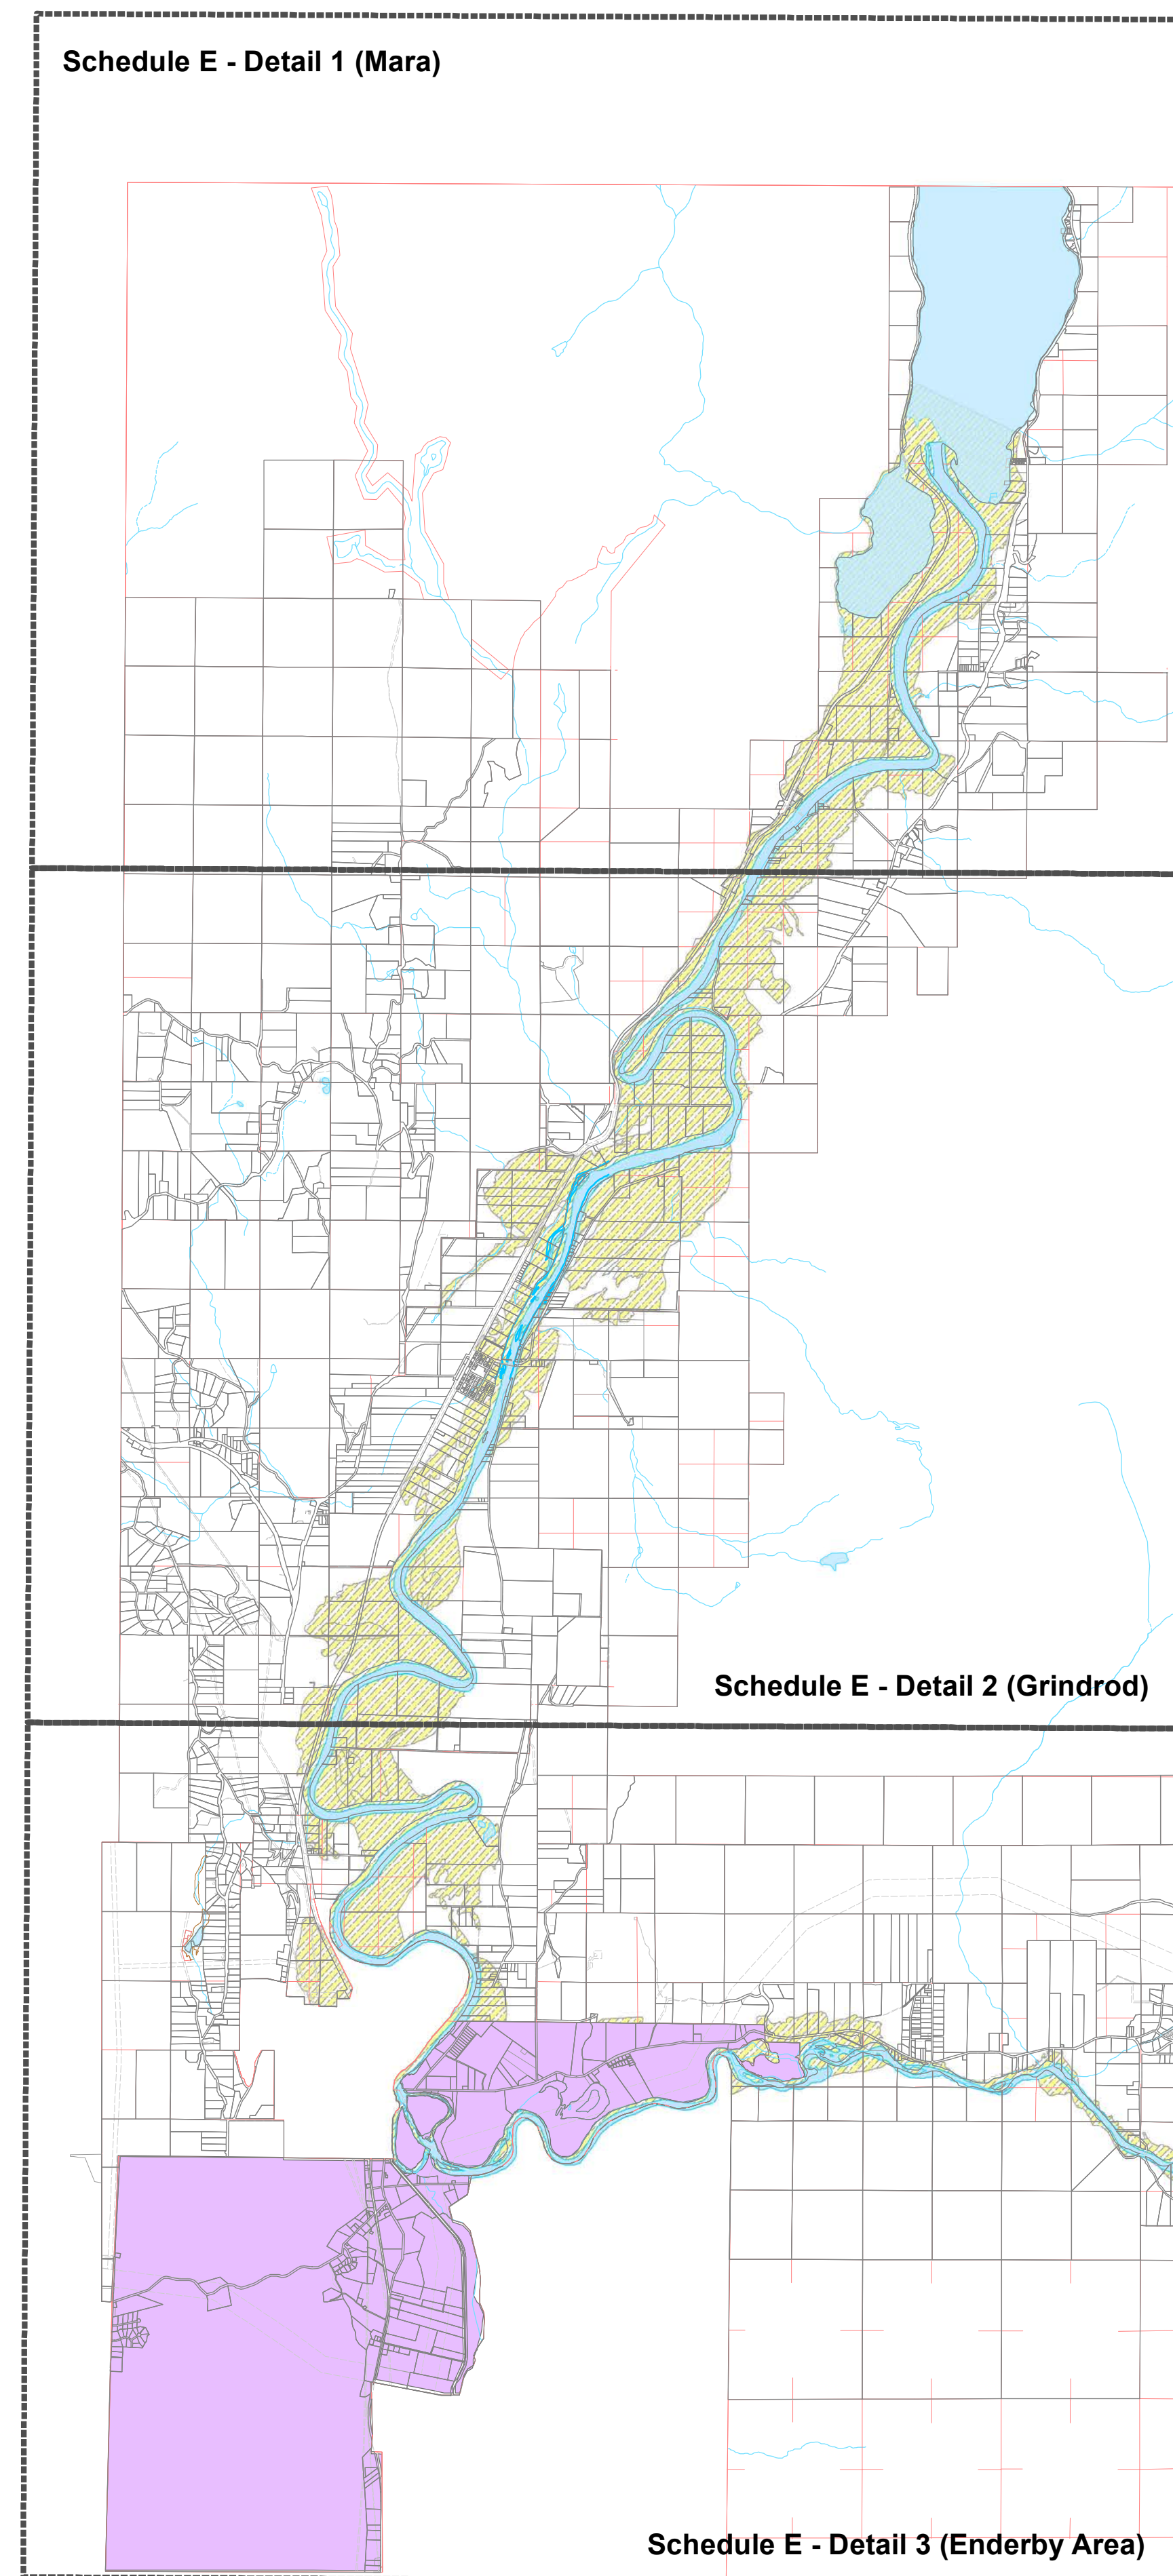 Schedule E - Detail 1 (Mara)
Schedule E - Detail 2 (Grindrod)
Schedule E - Detail 3 (Enderby Area)